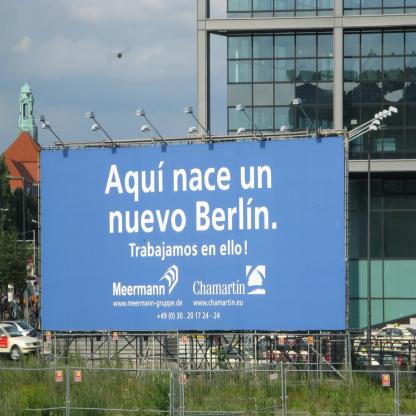 Aquí nace un
nuevo Berlín.
Trabajamos en ello!
Meermann Chamartín
www.meermann-gruppe.de www.chamartin.eu
+49 (0) 30 . 20 17 24 - 24